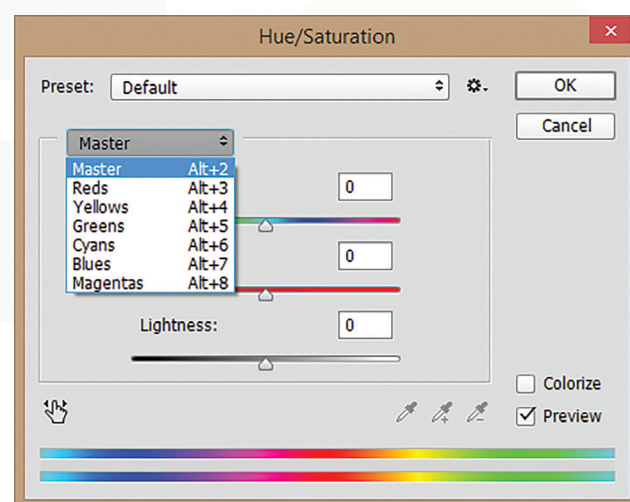 Hue/Saturation
Preset: Default OK
Cancel
Master
Master Alt+2
Reds Alt+3
Yellows Alt+4
Greens Alt+5
Cyans Alt+6
Blues Alt+7
Magentas Alt+8
0
0
Lightness: 0
Colorize
Preview